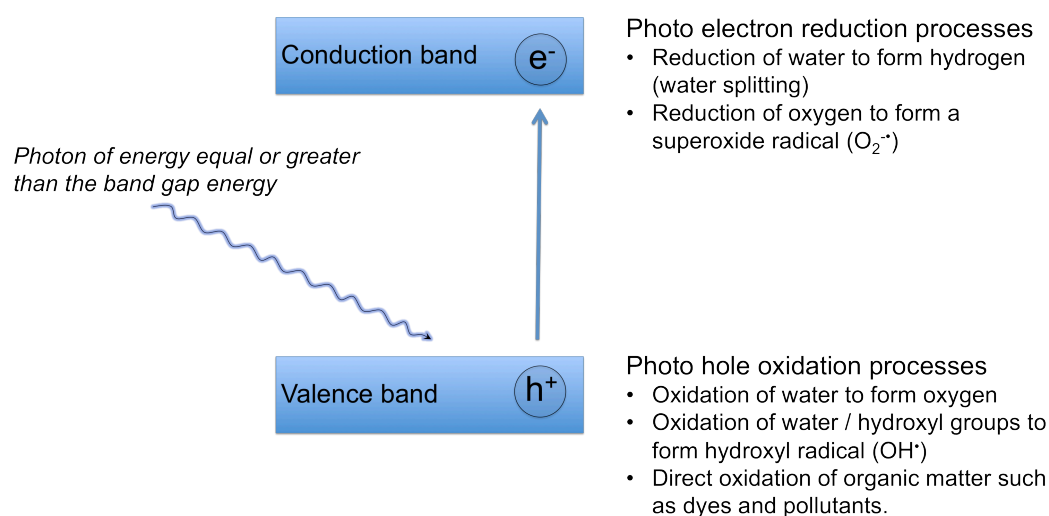 Conduction band
e⁻
Photo electron reduction processes
• Reduction of water to form hydrogen
(water splitting)
• Reduction of oxygen to form a
superoxide radical (O₂⁻•)
Photon of energy equal or greater
than the band gap energy
Valence band
h⁺
Photo hole oxidation processes
• Oxidation of water to form oxygen
• Oxidation of water / hydroxyl groups to
form hydroxyl radical (OH•)
• Direct oxidation of organic matter such
as dyes and pollutants.